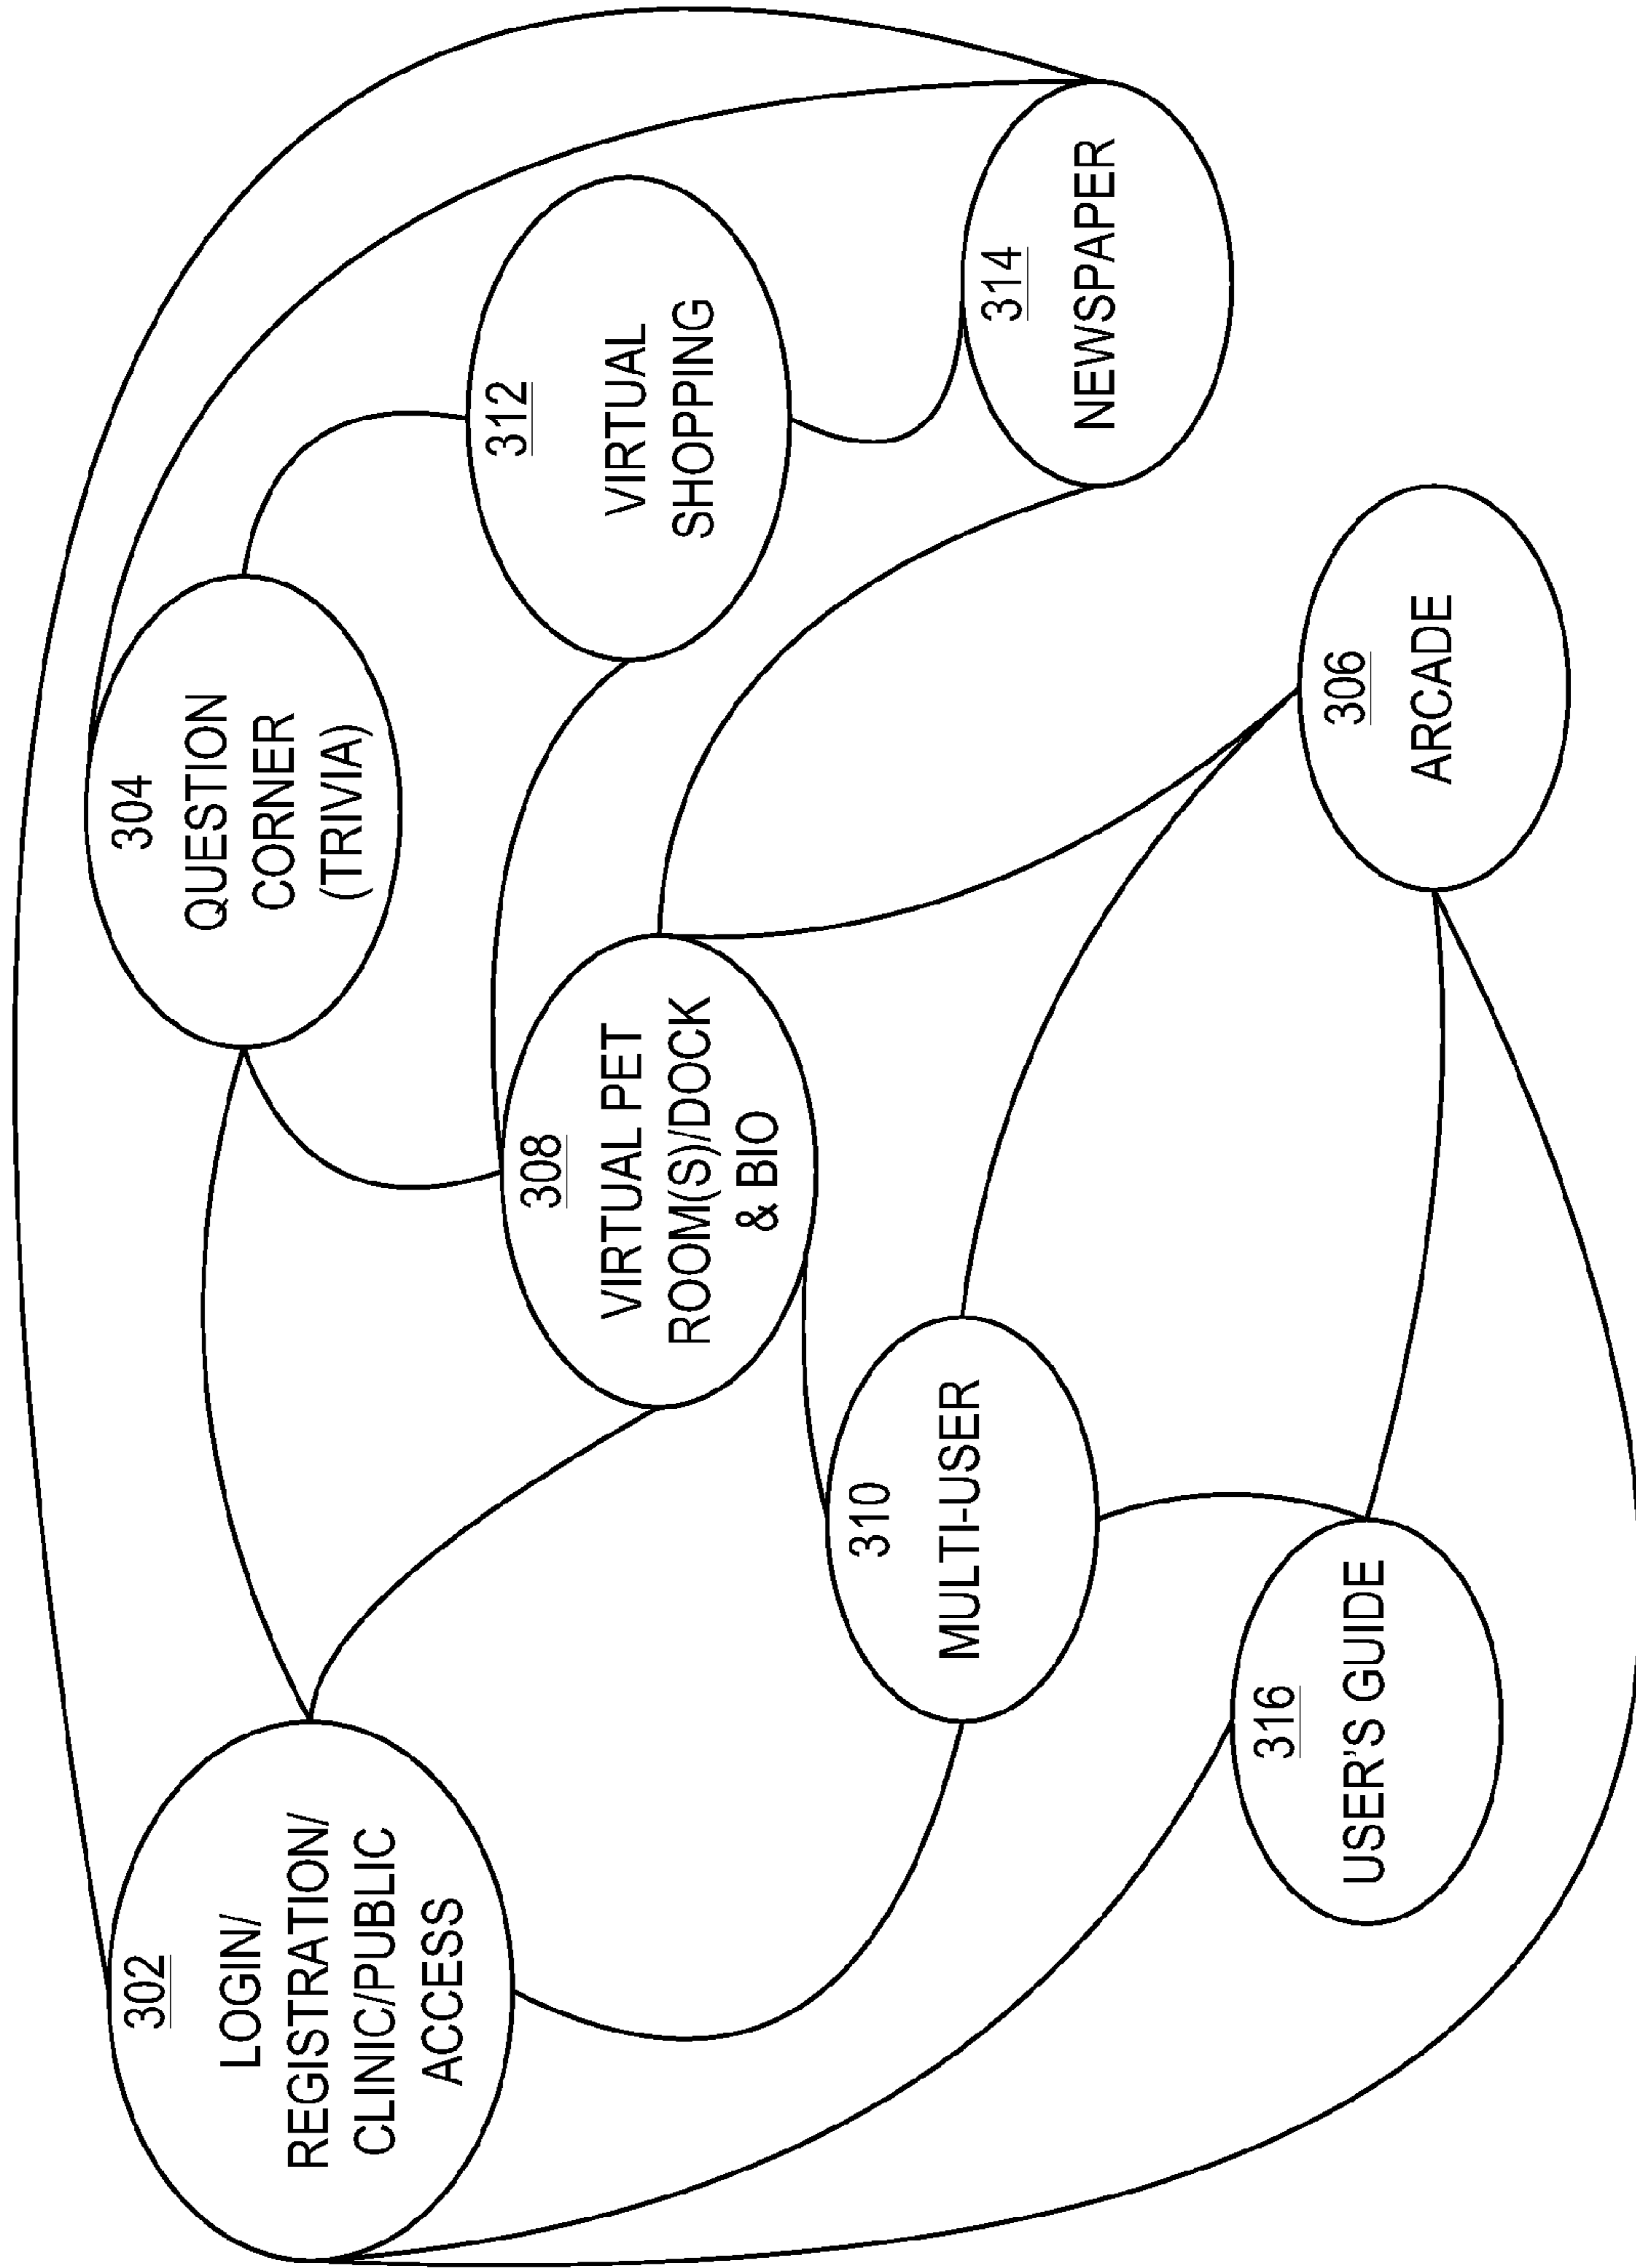 302
LOGIN/
REGISTRATION/
CLINIC/PUBLIC
ACCESS
304
QUESTION
CORNER
(TRIVIA)
308
VIRTUAL PET
ROOM(S)/DOCK
& BIO
312
VIRTUAL
SHOPPING
310
MULTI-USER
314
NEWSPAPER
316
USER'S GUIDE
306
ARCADE